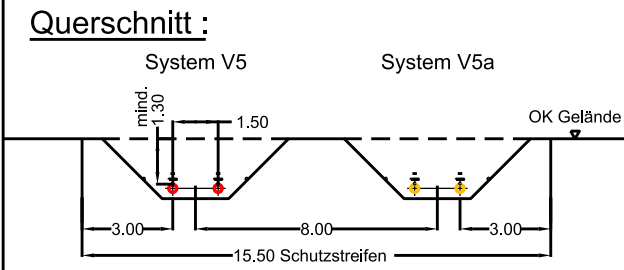 Querschnitt :
System V5
System V5a
mind.
1.30
1.50
OK Gelände
3.00
8.00
3.00
15.50 Schutzstreifen